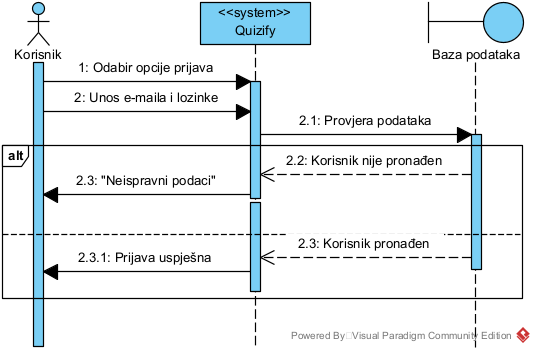 <<system>>
Quizify
Korisnik
Baza podataka
1: Odabir opcije prijava
2: Unos e-maila i lozinke
2.1: Provjera podataka
alt
2.2: Korisnik nije pronađen
2.3: "Neispravni podaci"
2.3: Korisnik pronađen
2.3.1: Prijava uspješna
Powered By Visual Paradigm Community Edition